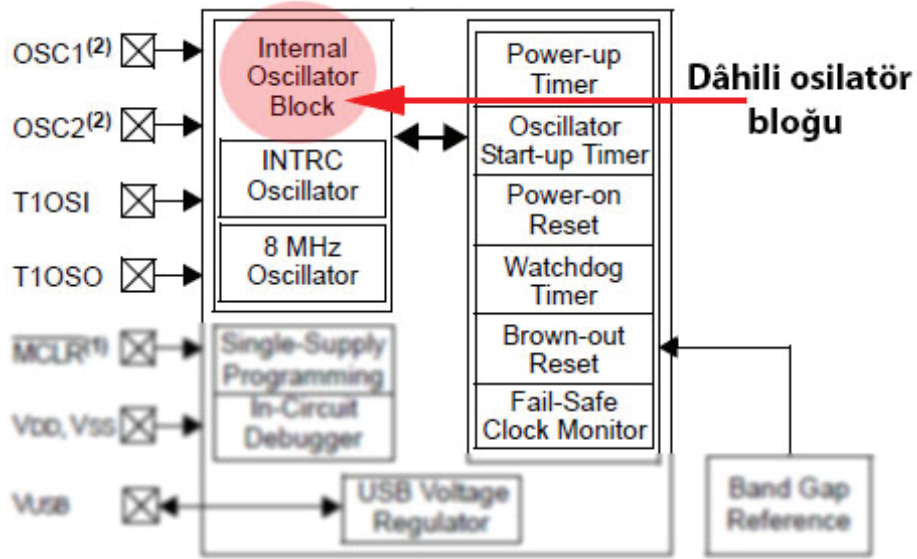 OSC1(2)
OSC2(2)
T1OSI
T1OSO
MCLR(1)
VDD, VSS
VUSB
Internal
Oscillator
Block
INTRC
Oscillator
8 MHz
Oscillator
Single-Supply
Programming
In-Circuit
Debugger
USB Voltage
Regulator
Power-up
Timer
Oscillator
Start-up Timer
Power-on
Reset
Watchdog
Timer
Brown-out
Reset
Fail-Safe
Clock Monitor
Band Gap
Reference
Dâhili osilatör
bloğu